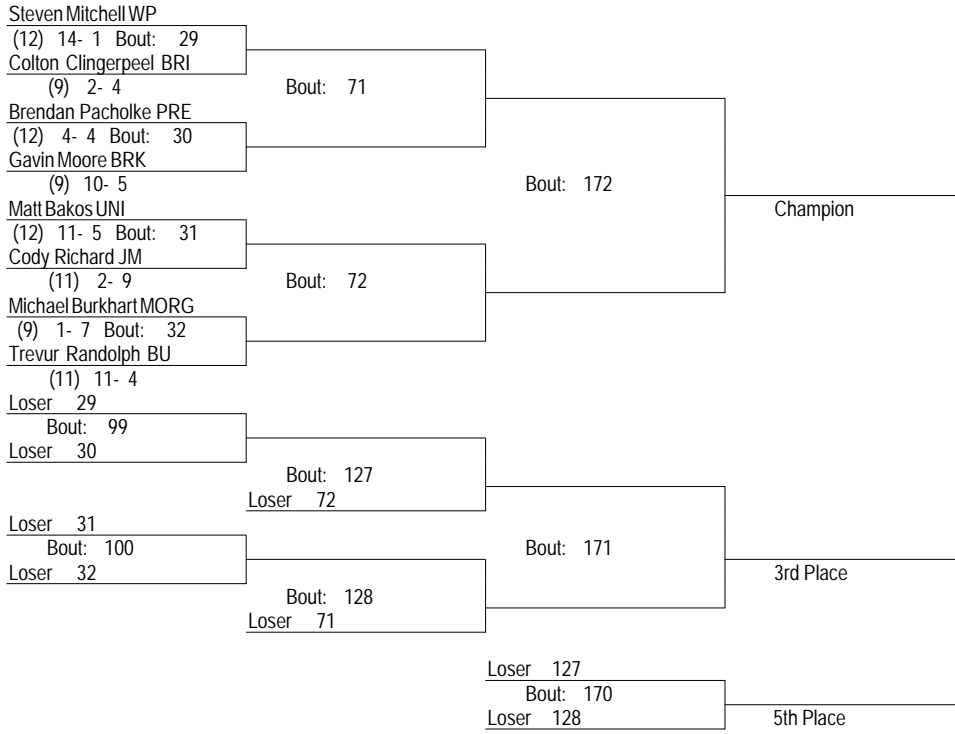 Steven Mitchell WP
(12) 14- 1 Bout: 29
Colton Clingerpeel BRI
(9) 2- 4
Bout: 71
Brendan Pacholke PRE
(12) 4- 4 Bout: 30
Gavin Moore BRK
(9) 10- 5
Bout: 172
Matt Bakos UNI
Champion
(12) 11- 5 Bout: 31
Cody Richard JM
(11) 2- 9
Bout: 72
Michael Burkhart MORG
(9) 1- 7 Bout: 32
Trevur Randolph BU
(11) 11- 4
Loser 29
Bout: 99
Loser 30
Bout: 127
Loser 72
Loser 31
Bout: 100
Bout: 171
Loser 32
3rd Place
Bout: 128
Loser 71
Loser 127
Bout: 170
Loser 128
5th Place